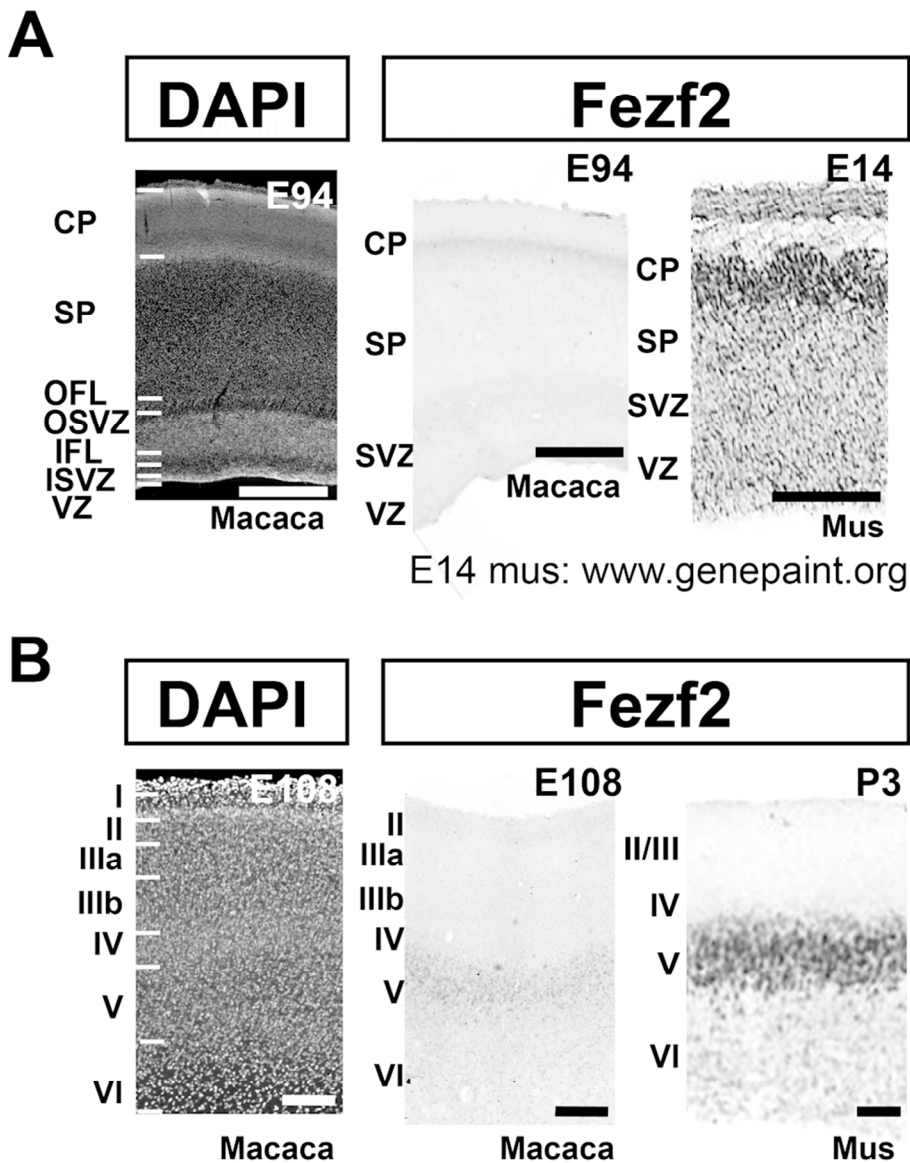 A
DAPI
Fezf2
E94
CP
SP
OFL
OSVZ
IFL
ISVZ
VZ
Macaca
E94
CP
SP
SVZ
VZ
Macaca
E14
CP
SP
SVZ
VZ
Mus
E14 mus: www.genepaint.org
B
DAPI
Fezf2
E108
I
II
IIIa
IIIb
IV
V
VI
Macaca
E108
II
IIIa
IIIb
IV
V
VI
Macaca
P3
II/III
IV
V
VI
Mus